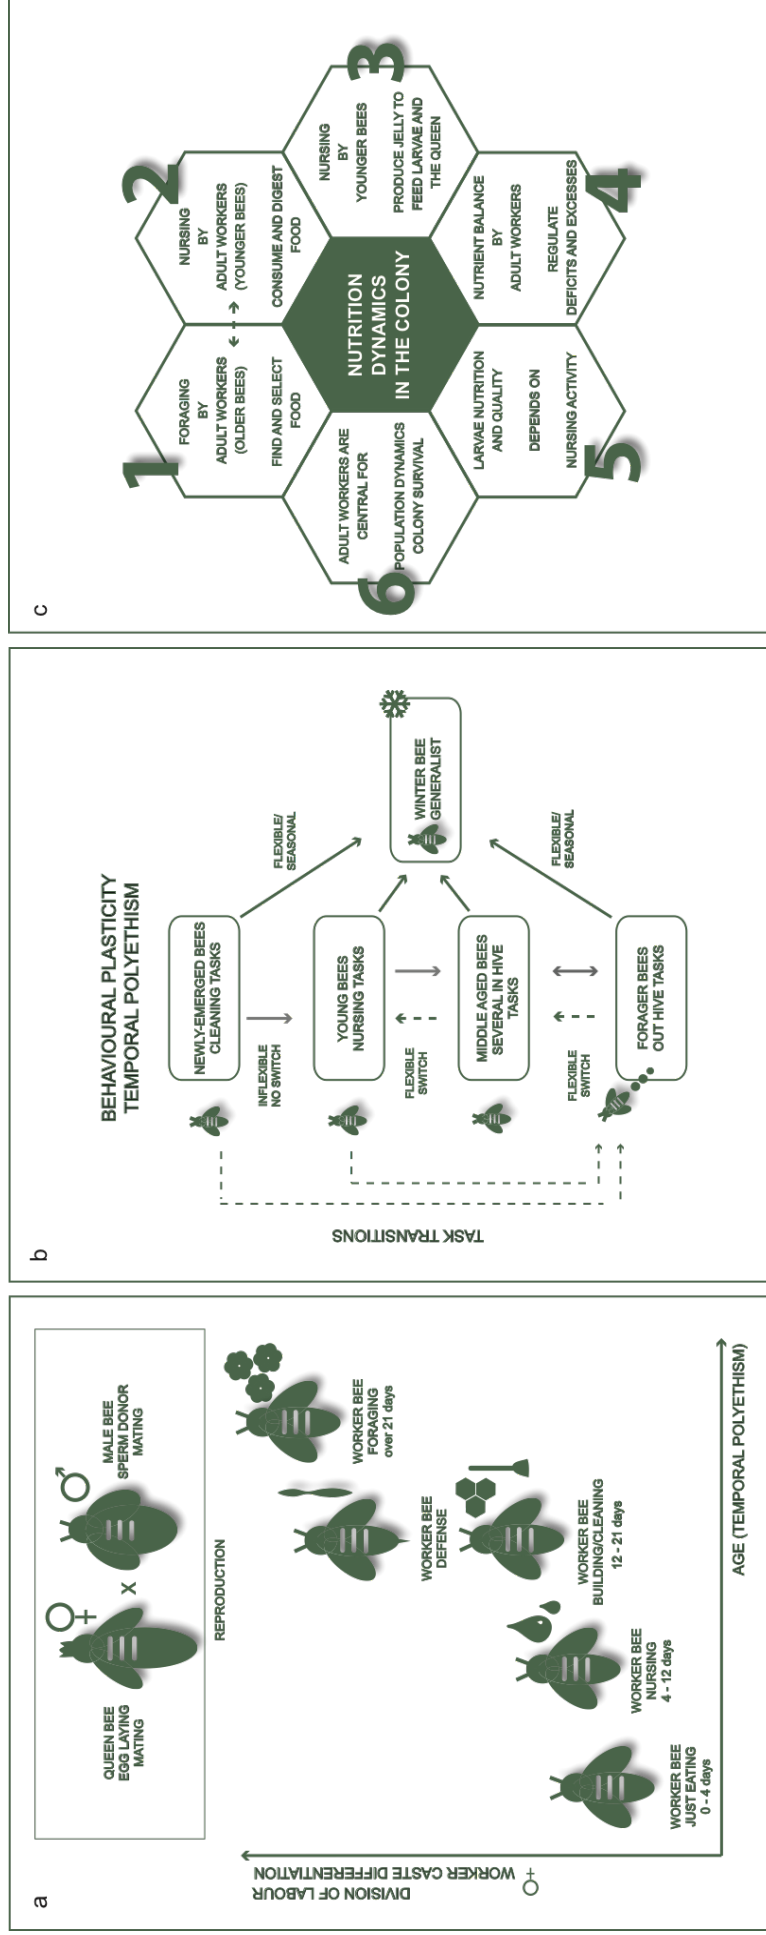 a
QUEEN BEE
EGG LAYING
MATING
X
MALE BEE
SPERM DONOR
MATING
REPRODUCTION
DIVISION OF LABOUR
WORKER CASTE DIFFERENTIATION
WORKER BEE
JUST EATING
0 - 4 days
WORKER BEE
NURSING
4 - 12 days
WORKER BEE
BUILDING/CLEANING
12 - 21 days
WORKER BEE
DEFENSE
WORKER BEE
FORAGING
over 21 days
AGE (TEMPORAL POLYETHISM)
b
BEHAVIOURAL PLASTICITY
TEMPORAL POLYETHISM
TASK TRANSITIONS
NEWLY-EMERGED BEES
CLEANING TASKS
INFLEXIBLE
NO SWITCH
FLEXIBLE/
SEASONAL
YOUNG BEES
NURSING TASKS
FLEXIBLE
SWITCH
WINTER BEE
GENERALIST
MIDDLE AGED BEES
SEVERAL IN HIVE
TASKS
FLEXIBLE
SWITCH
FLEXIBLE/
SEASONAL
FORAGER BEES
OUT HIVE TASKS
c
NUTRITION
DYNAMICS
IN THE COLONY
1
FORAGING
BY
ADULT WORKERS
(OLDER BEES)
FIND AND SELECT
FOOD
2
NURSING
BY
ADULT WORKERS
(YOUNGER BEES)
CONSUME AND DIGEST
FOOD
3
NURSING
BY
YOUNGER BEES
PRODUCE JELLY TO
FEED LARVAE AND
THE QUEEN
4
NUTRIENT BALANCE
BY
ADULT WORKERS
REGULATE
DEFICITS AND EXCESSES
5
LARVAE NUTRITION
AND QUALITY
DEPENDS ON
NURSING ACTIVITY
6
ADULT WORKERS ARE
CENTRAL FOR
POPULATION DYNAMICS
COLONY SURVIVAL